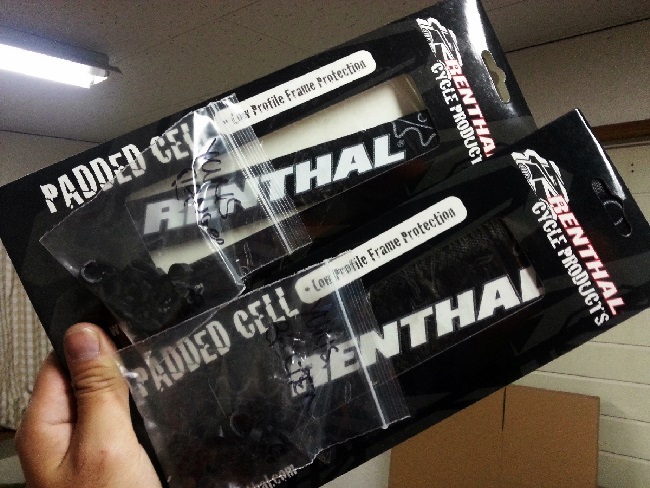 RENTHAL
CYCLE PRODUCTS
PADDED CELL
• Low Profile Frame Protection
RENTHAL
RENTHAL
CYCLE PRODUCTS
PADDED CELL
• Low Profile Frame Protection
RENTHAL